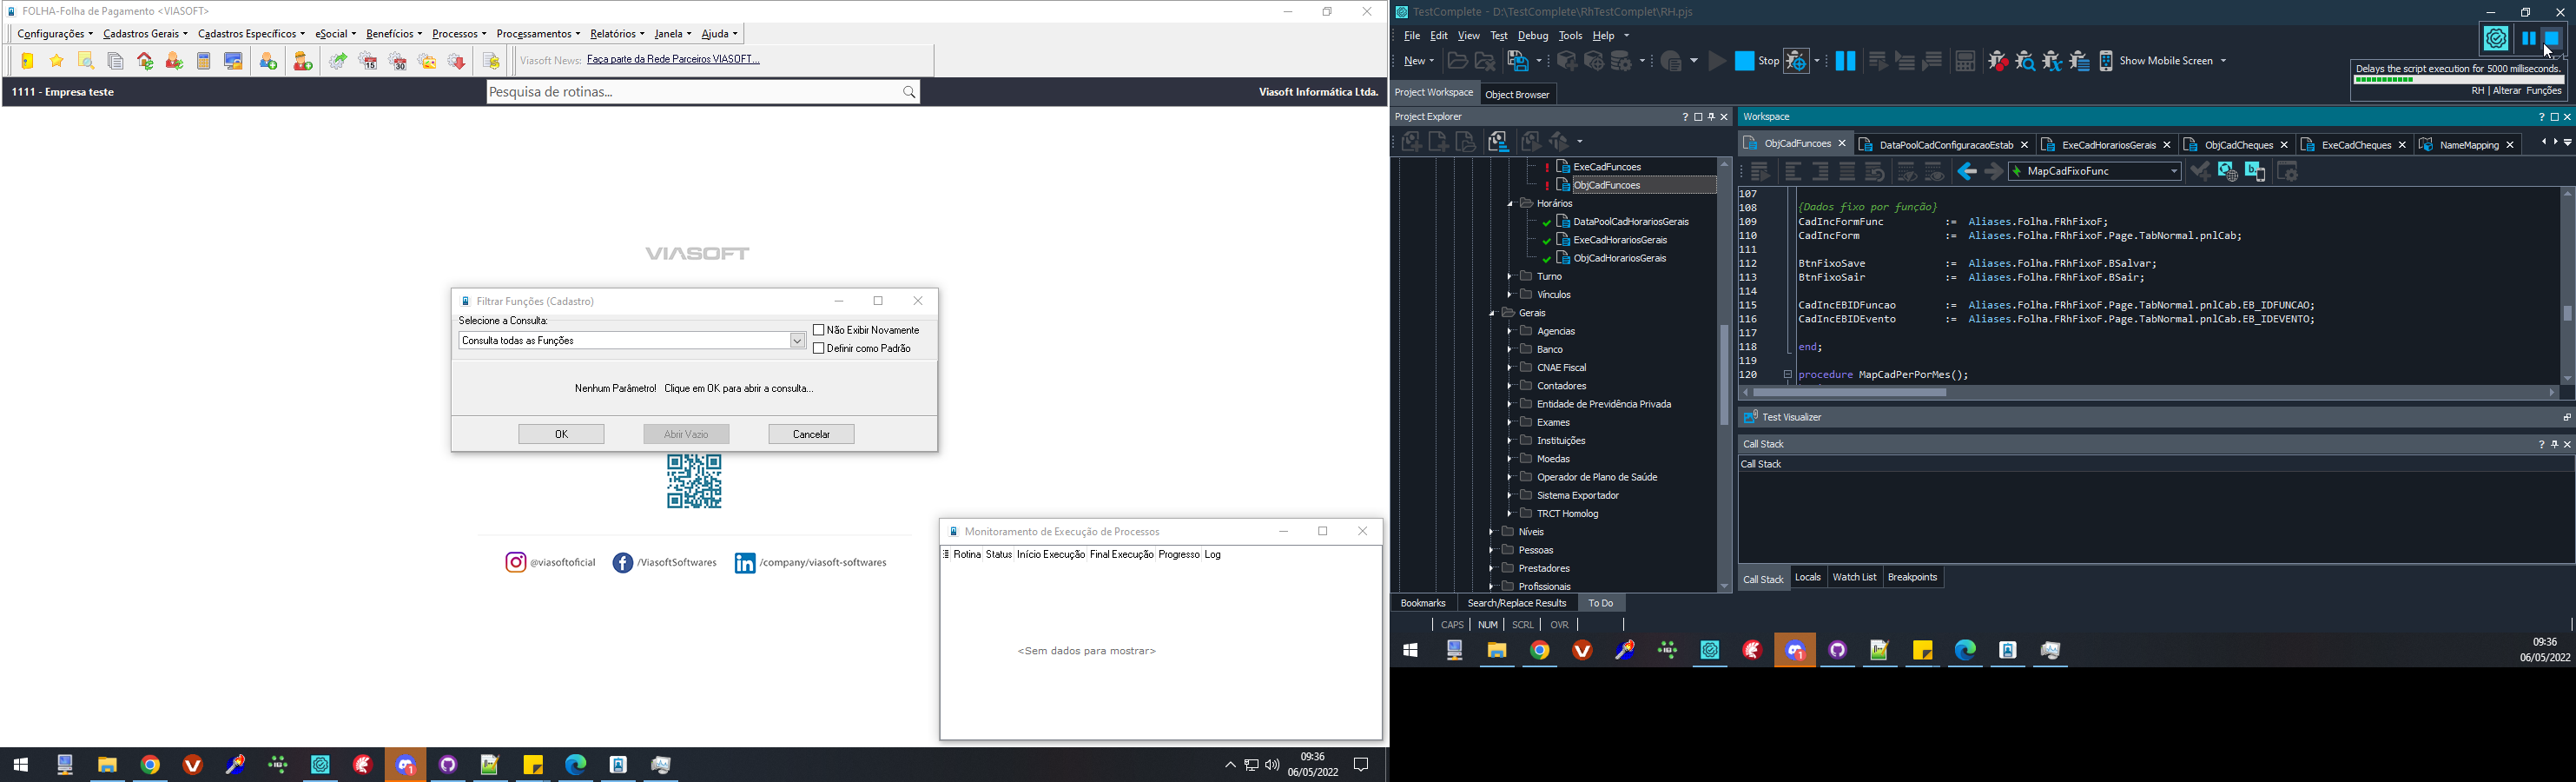 FOLHA-Folha de Pagamento <VIASOFT>
Configurações Cadastros Gerais Cadastros Específicos eSocial Benefícios Processos Processamentos Relatórios Janela Ajuda
Viasoft News: Faça parte da Rede Parceiros VIASOFT...
1111 - Empresa teste
Pesquisa de rotinas...
Viasoft Informática Ltda.
VIASOFT
Filtrar Funções (Cadastro)
Selecione a Consulta:
Consulta todas as Funções
Não Exibir Novamente
Definir como Padrão
Nenhum Parâmetro! Clique em OK para abrir a consulta...
OK
Abrir Vazio
Cancelar
@viasoftoficial
/ViasoftSoftwares
/company/viasoft-softwares
Monitoramento de Execução de Processos
Rotina Status Início Execução Final Execução Progresso Log
<Sem dados para mostrar>
09:36
06/05/2022
TestComplete - D:\TestComplete\RhTestComplet\RH.pjs
File Edit View Test Debug Tools Help
New
Stop
Show Mobile Screen
Delays the script execution for 5000 milliseconds.
RH | Alterar Funções
Project Workspace
Object Browser
Project Explorer
ExeCadFuncoes
ObjCadFuncoes
Horários
DataPoolCadHorariosGerais
ExeCadHorariosGerais
ObjCadHorariosGerais
Turno
Vínculos
Gerais
Agencias
Banco
CNAE Fiscal
Contadores
Entidade de Previdência Privada
Exames
Instituições
Moedas
Operador de Plano de Saúde
Sistema Exportador
TRCT Homolog
Níveis
Pessoas
Prestadores
Profissionais
Workspace
ObjCadFuncoes
DataPoolCadConfiguracaoEstab
ExeCadHorariosGerais
ObjCadCheques
ExeCadCheques
NameMapping
MapCadFixoFunc
107
108 {Dados fixo por função}
109 CadIncFormFunc := Aliases.Folha.FRhFixoF;
110 CadIncForm := Aliases.Folha.FRhFixoF.Page.TabNormal.pnlCab;
111
112 BtnFixoSave := Aliases.Folha.FRhFixoF.BSalvar;
113 BtnFixoSair := Aliases.Folha.FRhFixoF.BSair;
114
115 CadIncEBIDFuncao := Aliases.Folha.FRhFixoF.Page.TabNormal.pnlCab.EB_IDFUNCAO;
116 CadIncEBIDEvento := Aliases.Folha.FRhFixoF.Page.TabNormal.pnlCab.EB_IDEVENTO;
117
118 end;
119
120 procedure MapCadPerPorMes();
Test Visualizer
Call Stack
Call Stack
Call Stack
Locals
Watch List
Breakpoints
Bookmarks
Search/Replace Results
To Do
CAPS
NUM
SCRL
OVR
09:36
06/05/2022